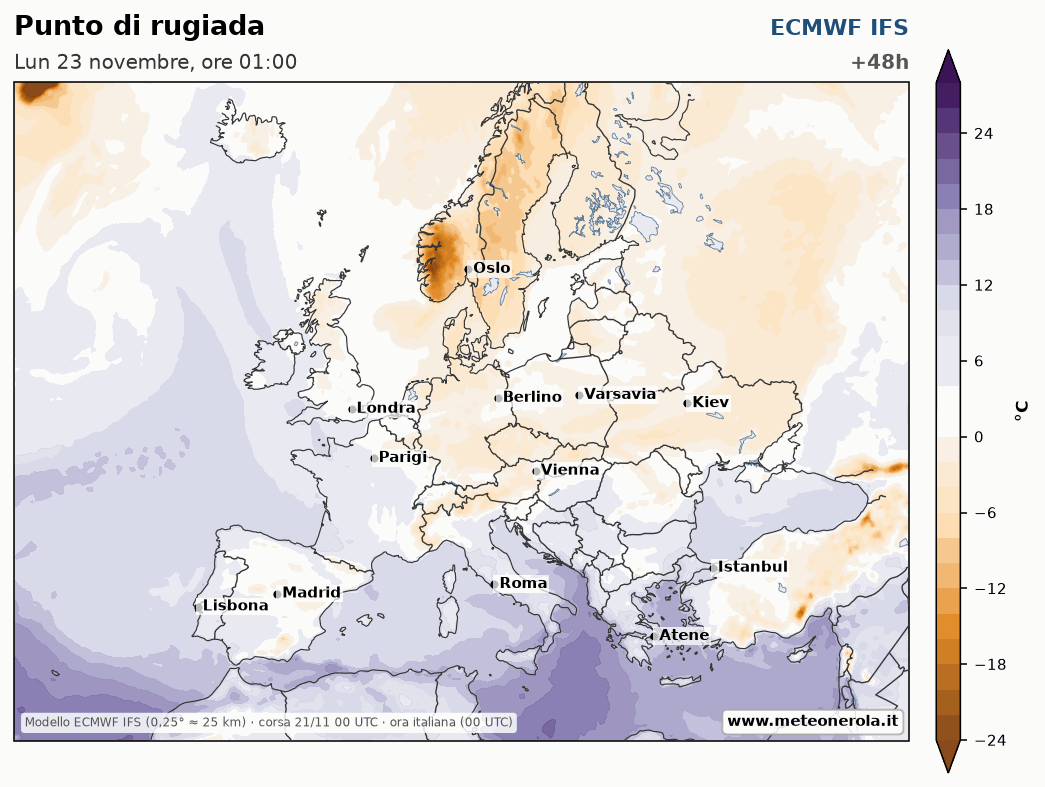 Punto di rugiada
ECMWF IFS
Lun 23 novembre, ore 01:00
+48h
24
18
12
6
0
−6
−12
−18
−24
°C
Oslo
Londra
Berlino
Varsavia
Kiev
Parigi
Vienna
Istanbul
Roma
Madrid
Lisbona
Atene
Modello ECMWF IFS (0,25° ≈ 25 km) · corsa 21/11 00 UTC · ora italiana (00 UTC)
www.meteonerola.it